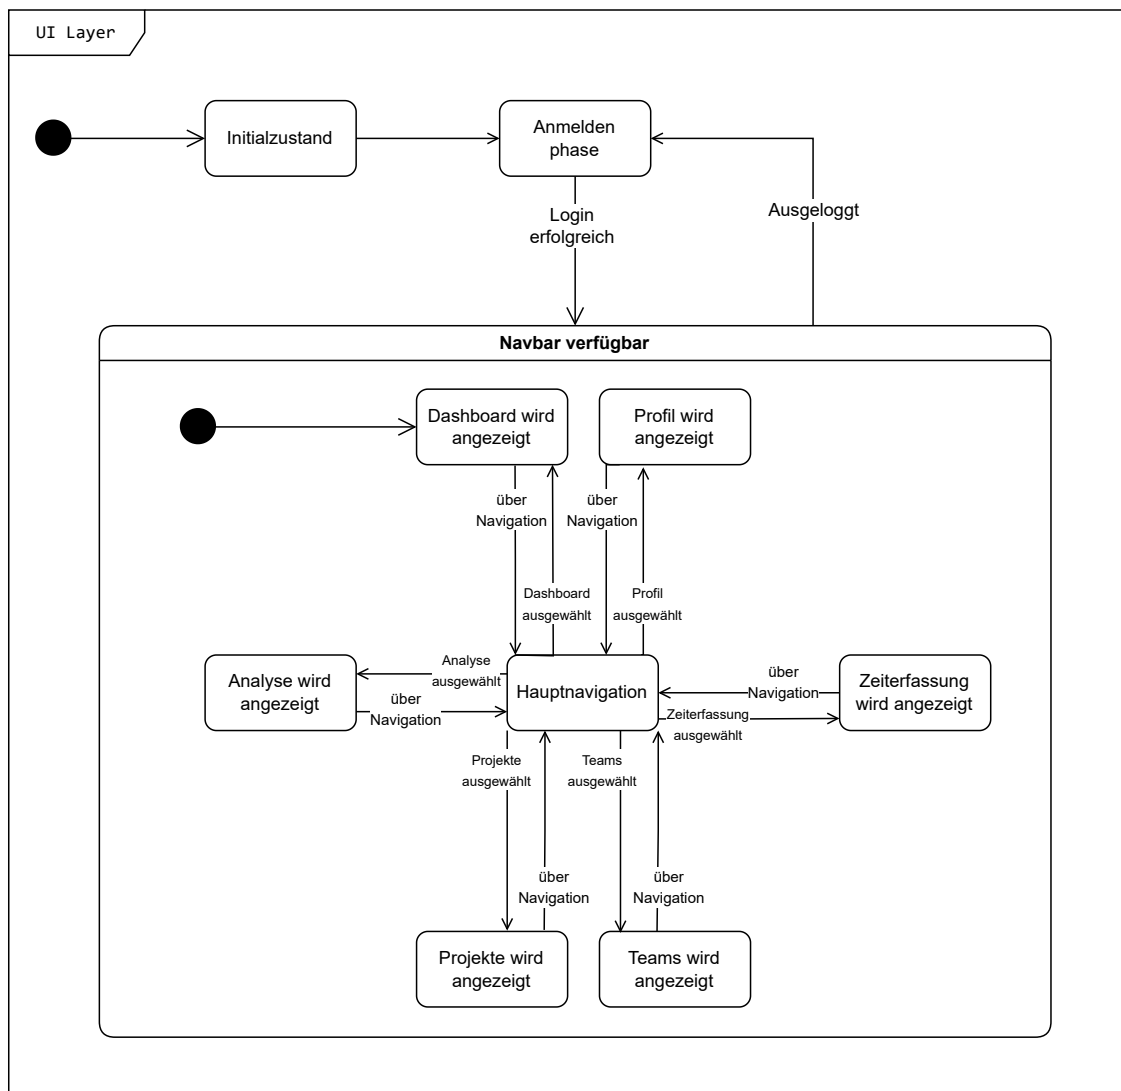 UI Layer
Initialzustand
Anmelden
phase
Login
erfolgreich
Ausgeloggt
Navbar verfügbar
Dashboard wird
angezeigt
Profil wird
angezeigt
über
Navigation
über
Navigation
Dashboard
ausgewählt
Profil
ausgewählt
Analyse wird
angezeigt
Analyse
ausgewählt
über
Navigation
Hauptnavigation
über
Navigation
Zeiterfassung
ausgewählt
Zeiterfassung
wird angezeigt
Projekte
ausgewählt
Teams
ausgewählt
über
Navigation
über
Navigation
Projekte wird
angezeigt
Teams wird
angezeigt